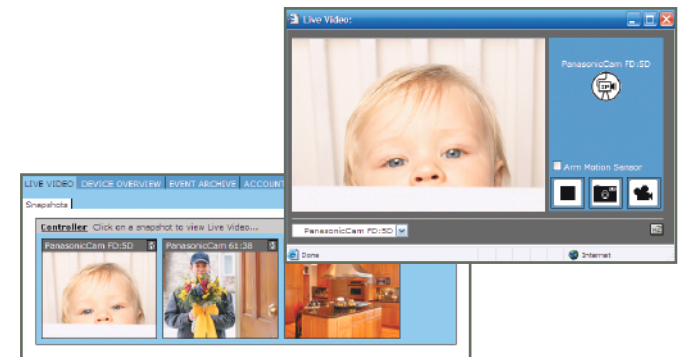 Live Video:
PanasonicCam FD:5D
IP
Arm Motion Sensor
PanasonicCam FD:5D
Done
Internet
LIVE VIDEO DEVICE OVERVIEW EVENT ARCHIVE ACCOUNT
Snapshots
Controller Click on a snapshot to view Live Video...
PanasonicCam FD:5D
PanasonicCam 61:38